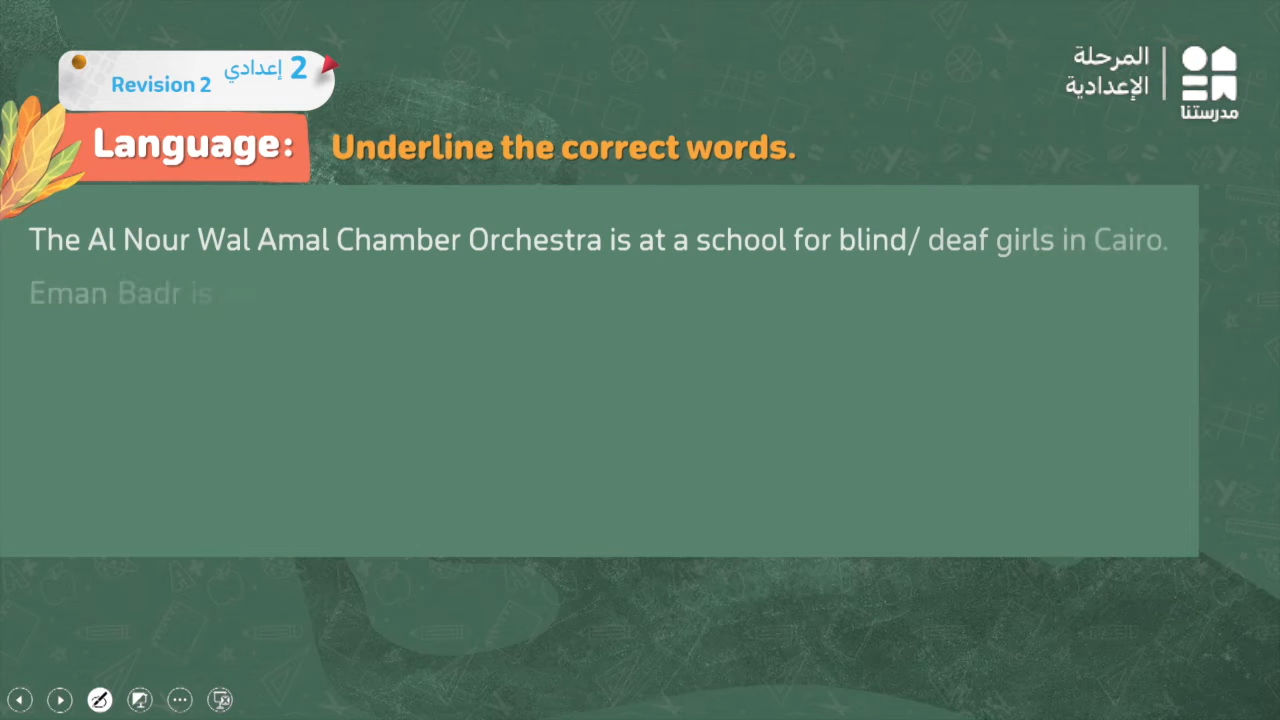 2 إعدادي
Revision 2
المرحلة
الإعدادية
مدرستنا
Language:
Underline the correct words.
The Al Nour Wal Amal Chamber Orchestra is at a school for blind/ deaf girls in Cairo.
Eman Badr is